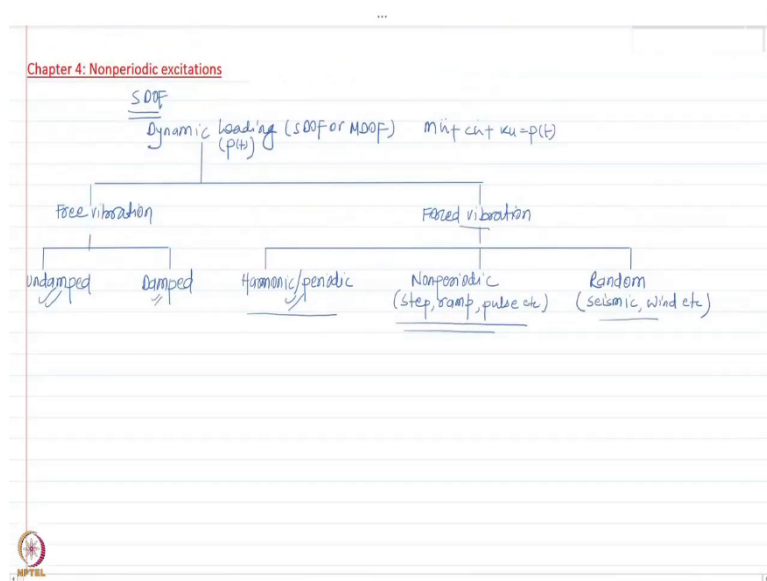 ...
Chapter 4: Nonperiodic excitations
SDOF
Dynamic Loading (SDOF or MDOF) mü + cu̇ + ku = p(t)
(P(t))
Free vibration Forced vibration
Undamped Damped Harmonic/periodic Nonperiodic Random
(step, ramp, pulse etc) (seismic, wind etc)
NPTEL